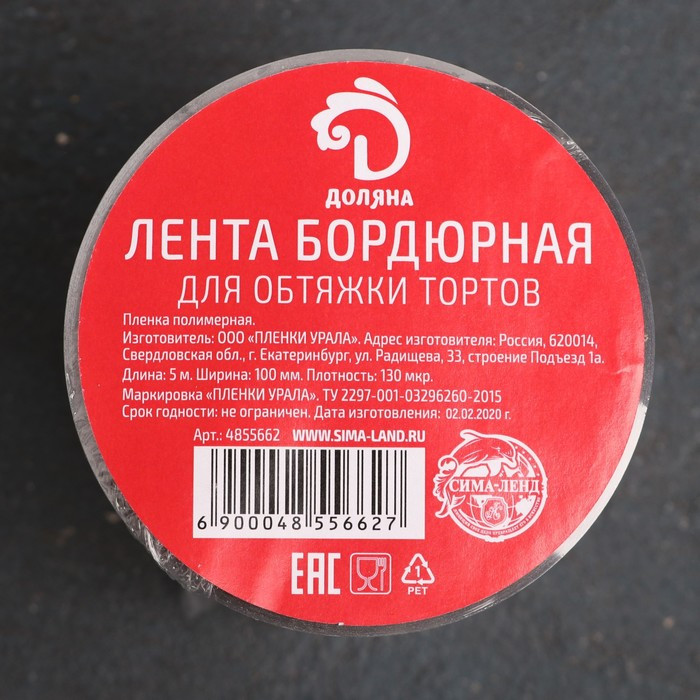 ДОЛЯНА
ЛЕНТА БОРДЮРНАЯ
ДЛЯ ОБТЯЖКИ ТОРТОВ
Пленка полимерная.
Изготовитель: ООО «ПЛЕНКИ УРАЛА». Адрес изготовителя: Россия, 620014,
Свердловская обл., г. Екатеринбург, ул. Радищева, 33, строение Подъезд 1а.
Длина: 5 м. Ширина: 100 мм. Плотность: 130 мкр.
Маркировка «ПЛЕНКИ УРАЛА». ТУ 2297-001-03296260-2015
Срок годности: не ограничен. Дата изготовления: 02.02.2020 г.
Арт.: 4855662 WWW.SIMA-LAND.RU
6 900048 556627
СИМА-ЛЕНД
EAC
1
PET